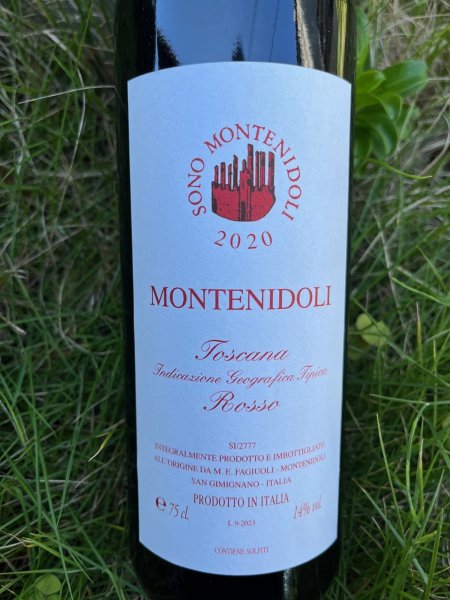 SONO MONTENIDOLI
2020
MONTENIDOLI
Toscana
Indicazione Geografica Tipica
Rosso
SI/2777
INTEGRALMENTE PRODOTTO E IMBOTTIGLIATO
ALL'ORIGINE DA M. E. FAGIUOLI - MONTENIDOLI
SAN GIMIGNANO - ITALIA
PRODOTTO IN ITALIA
e 75 cl.
14% vol.
L.9-2023
CONTIENE SOLFITI